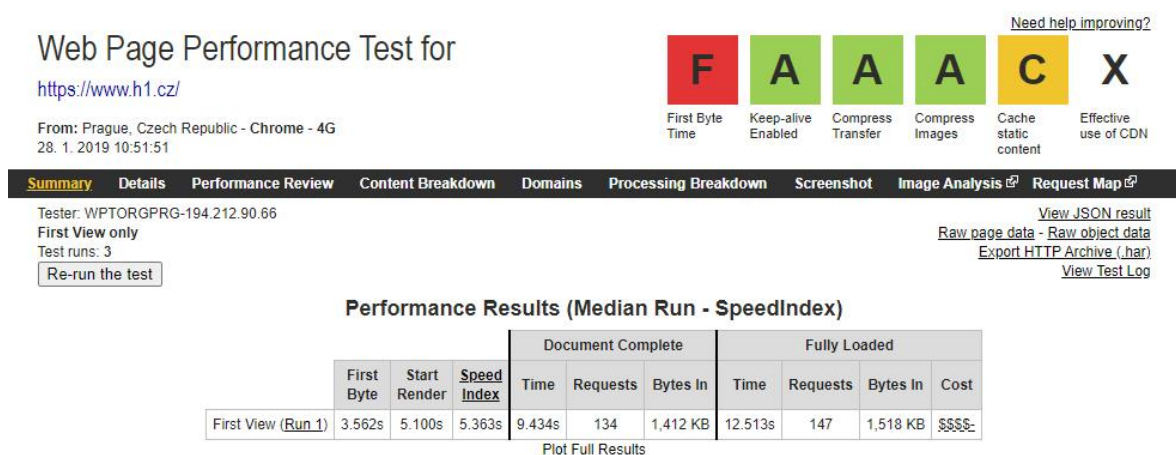 Need help improving?
Web Page Performance Test for
https://www.h1.cz/
From: Prague, Czech Republic - Chrome - 4G
28. 1. 2019 10:51:51
F A A A C X
First Byte Time
Keep-alive Enabled
Compress Transfer
Compress Images
Cache static content
Effective use of CDN
Summary Details Performance Review Content Breakdown Domains Processing Breakdown Screenshot Image Analysis Request Map
Tester: WPTORGPRG-194.212.90.66
First View only
Test runs: 3
Re-run the test
View JSON result
Raw page data - Raw object data
Export HTTP Archive (.har)
View Test Log
Performance Results (Median Run - SpeedIndex)
Document Complete Fully Loaded
First Byte Start Render Speed Index Time Requests Bytes In Time Requests Bytes In Cost
First View (Run 1) 3.562s 5.100s 5.363s 9.434s 134 1,412 KB 12.513s 147 1,518 KB $$$$-
Plot Full Results